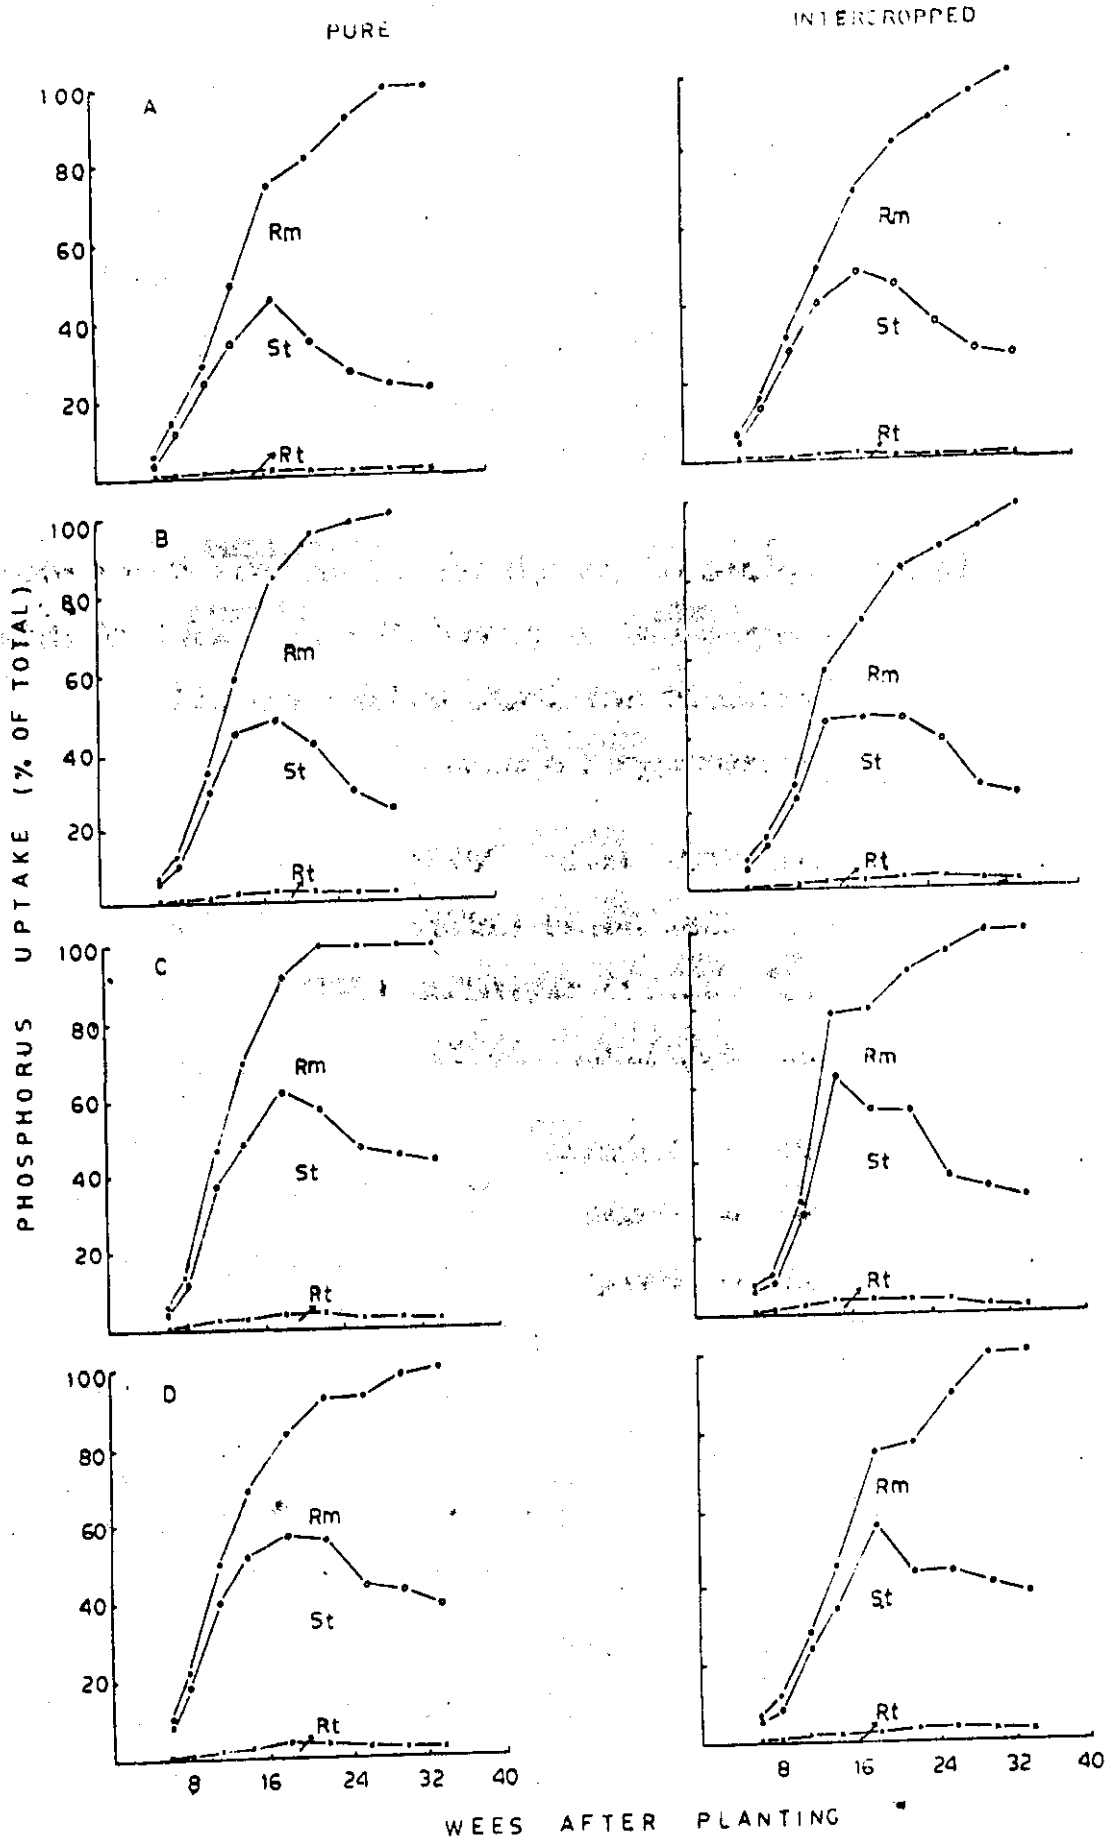 PURE
INTERCROPPED
100
A
80
60
Rm
40
St
20
Rt
Rm
St
Rt
100
B
80
60
Rm
40
St
20
Rt
Rm
St
Rt
100
C
80
60
Rm
40
St
20
Rt
Rm
St
Rt
100
D
80
60
Rm
40
St
20
Rt
Rm
St
Rt
8 16 24 32 40
8 16 24 32 40
PHOSPHORUS UPTAKE (% OF TOTAL)
WEES AFTER PLANTING